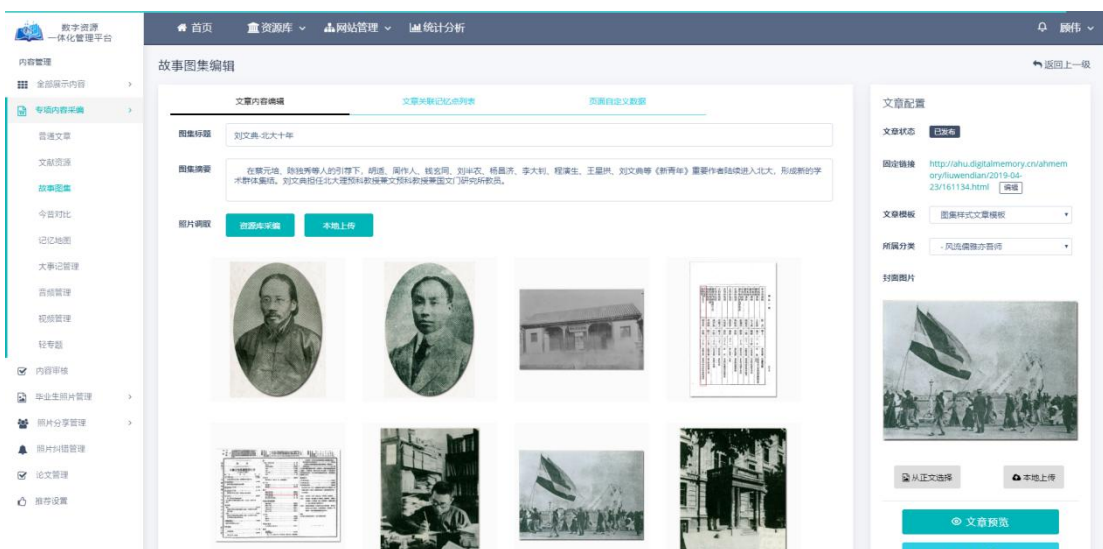 数字资源
一体化管理平台
首页
资源库
网站管理
统计分析
顾伟
内容管理
全部展示内容
专项内容采编
普通文章
文献资源
故事图集
今昔对比
记忆地图
大事记管理
音频管理
视频管理
轻专题
内容审核
毕业生照片管理
照片分享管理
照片纠错管理
论文管理
推荐设置
故事图集编辑
返回上一级
文章内容编辑
文章关联记忆点列表
页面自定义数据
图集标题
刘文典-北大十年
图集摘要
在蔡元培、陈独秀等人的引荐下，胡适、周作人、钱玄同、刘半农、杨昌济、李大钊、程演生、王星拱、刘文典等《新青年》重要作者陆续进入北大，形成新的学
术群体集结。刘文典担任北大理预科教授兼文预科教授兼国文门研究所教员。
照片调取
资源库采编
本地上传
文章配置
文章状态
已发布
固定链接
http://ahu.digitalmemory.cn/ahmem
ory/liuwendian/2019-04-
23/161134.html
编辑
文章模板
图集样式文章模板
所属分类
- 风流儒雅亦吾师
封面图片
从正文选择
本地上传
文章预览